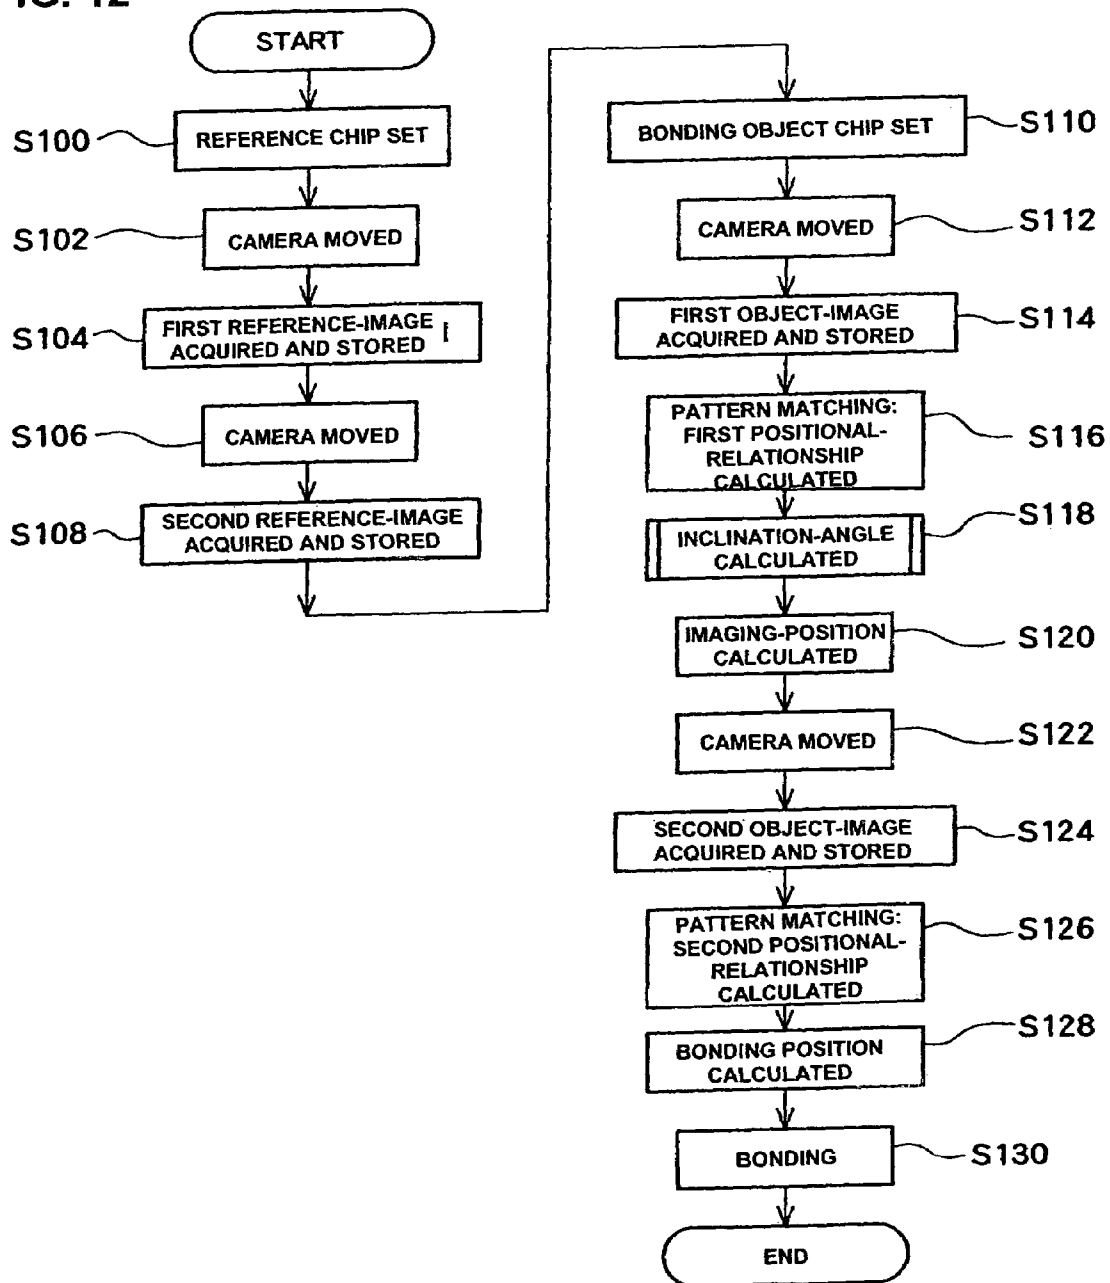 START
S100
REFERENCE CHIP SET
S102
CAMERA MOVED
S104
FIRST REFERENCE-IMAGE
ACQUIRED AND STORED
S106
CAMERA MOVED
S108
SECOND REFERENCE-IMAGE
ACQUIRED AND STORED
BONDING OBJECT CHIP SET
S110
CAMERA MOVED
S112
FIRST OBJECT-IMAGE
ACQUIRED AND STORED
S114
PATTERN MATCHING:
FIRST POSITIONAL-
RELATIONSHIP
CALCULATED
S116
INCLINATION-ANGLE
CALCULATED
S118
IMAGING-POSITION
CALCULATED
S120
CAMERA MOVED
S122
SECOND OBJECT-IMAGE
ACQUIRED AND STORED
S124
PATTERN MATCHING:
SECOND POSITIONAL-
RELATIONSHIP
CALCULATED
S126
BONDING POSITION
CALCULATED
S128
BONDING
S130
END